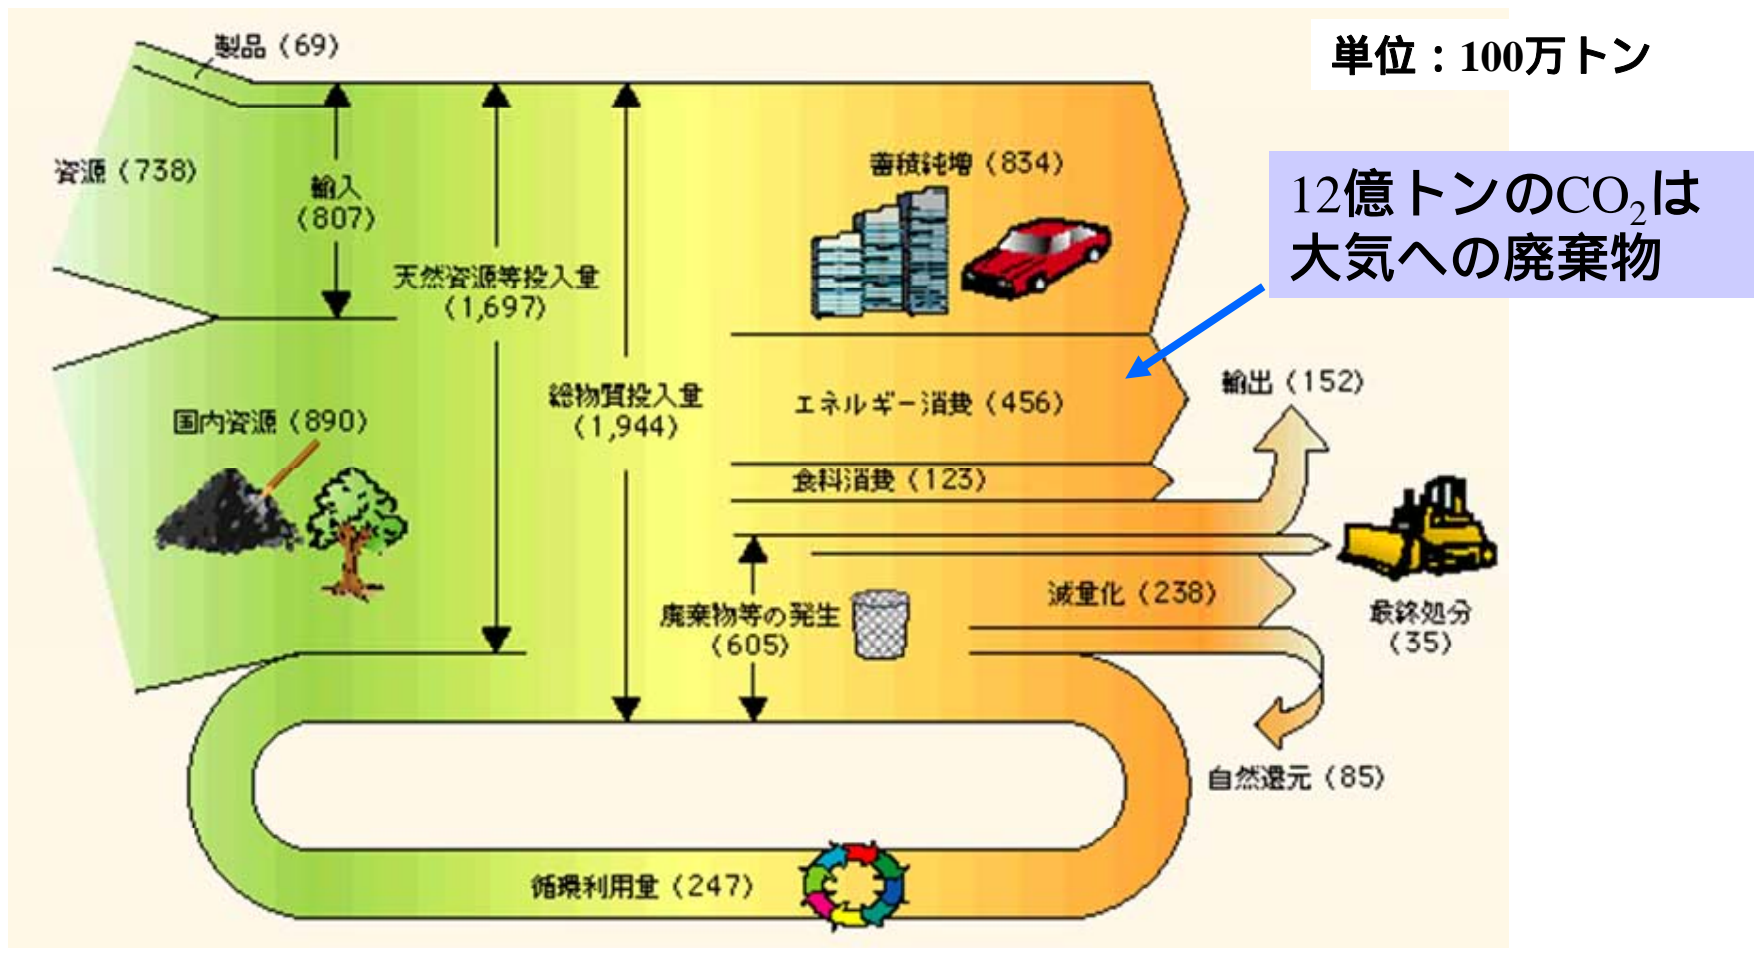 製品（69）
単位：100万トン
資源（738）
輸入
（807）
蓄積純増（834）
12億トンのCO₂は
大気への廃棄物
天然資源等投入量
（1,697）
総物質投入量
（1,944）
エネルギー消費（456）
輸出（152）
国内資源（890）
食料消費（123）
廃棄物等の発生
（605）
減量化（238）
最終処分
（35）
自然還元（85）
循環利用量（247）